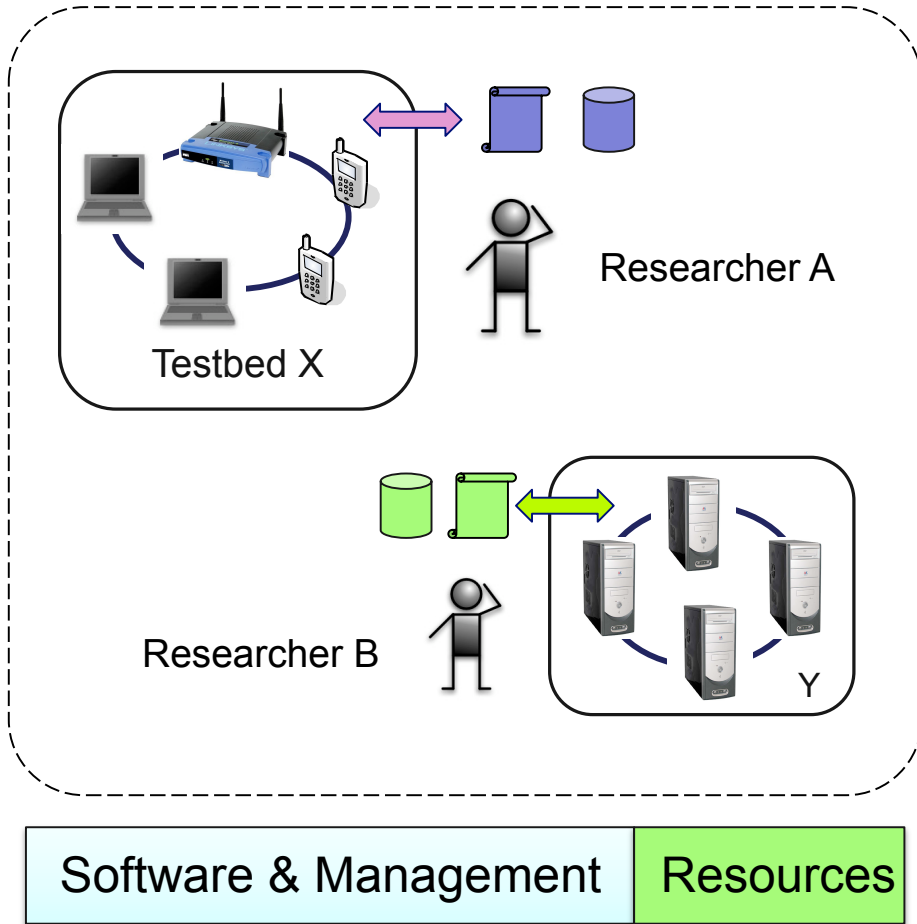 Researcher A
Testbed X
Researcher B
Y
Software & Management
Resources